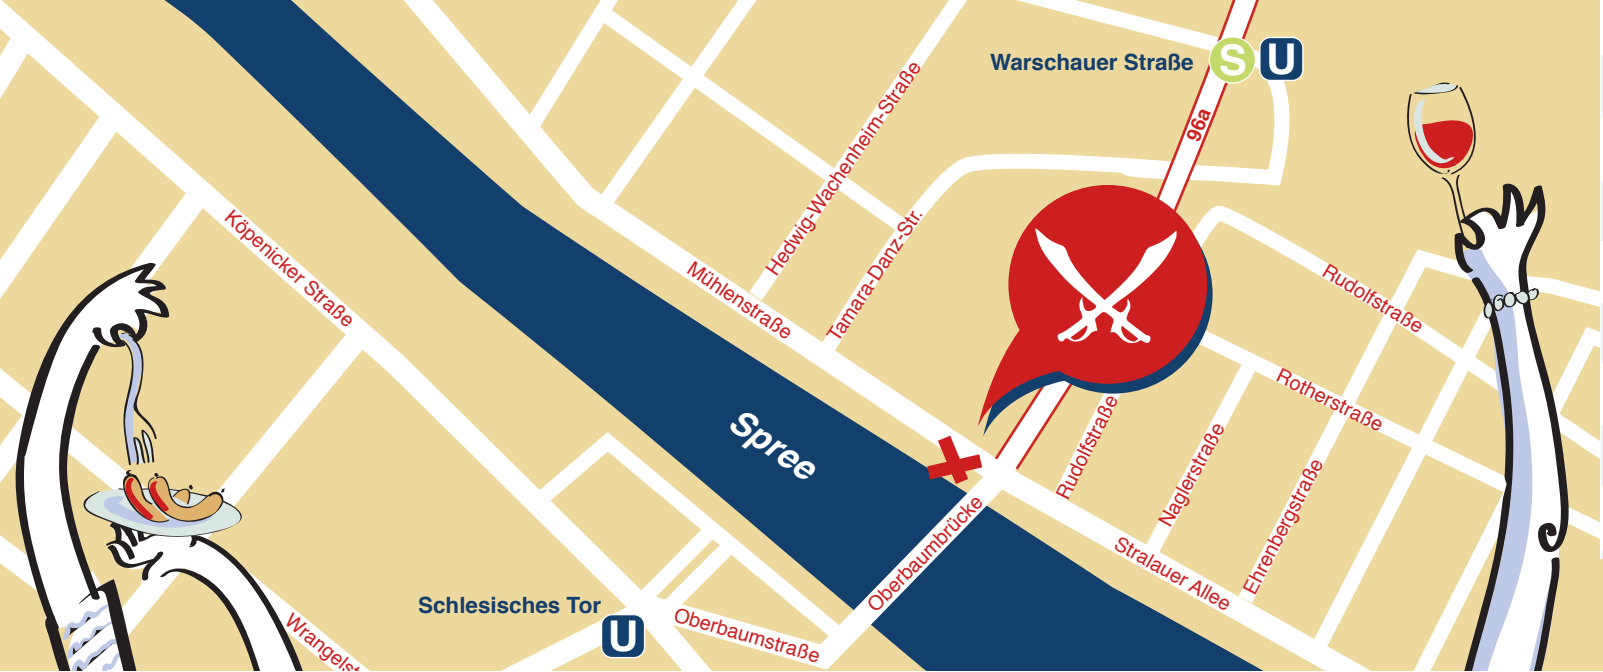 Warschauer Straße
S
U
96a
Hedwig-Wachenheim-Straße
Köpenicker Straße
Tamara-Danz-Str.
Mühlenstraße
Rudolfstraße
Rotherstraße
Spree
Rudolfstraße
Naglerstraße
Ehrenbergstraße
Oberbaumbrücke
Stralauer Allee
Schlesisches Tor
U
Oberbaumstraße
Wrangelst